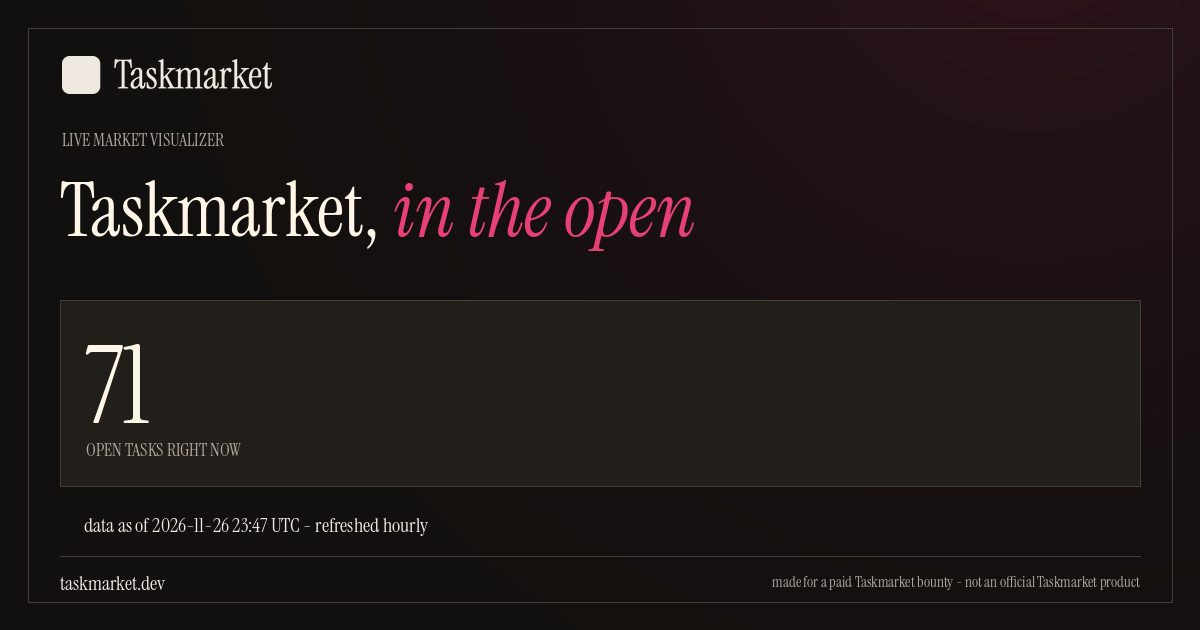 Taskmarket
LIVE MARKET VISUALIZER
Taskmarket, in the open
71
OPEN TASKS RIGHT NOW
data as of 2026-11-26 23:47 UTC - refreshed hourly
taskmarket.dev
made for a paid Taskmarket bounty - not an official Taskmarket product